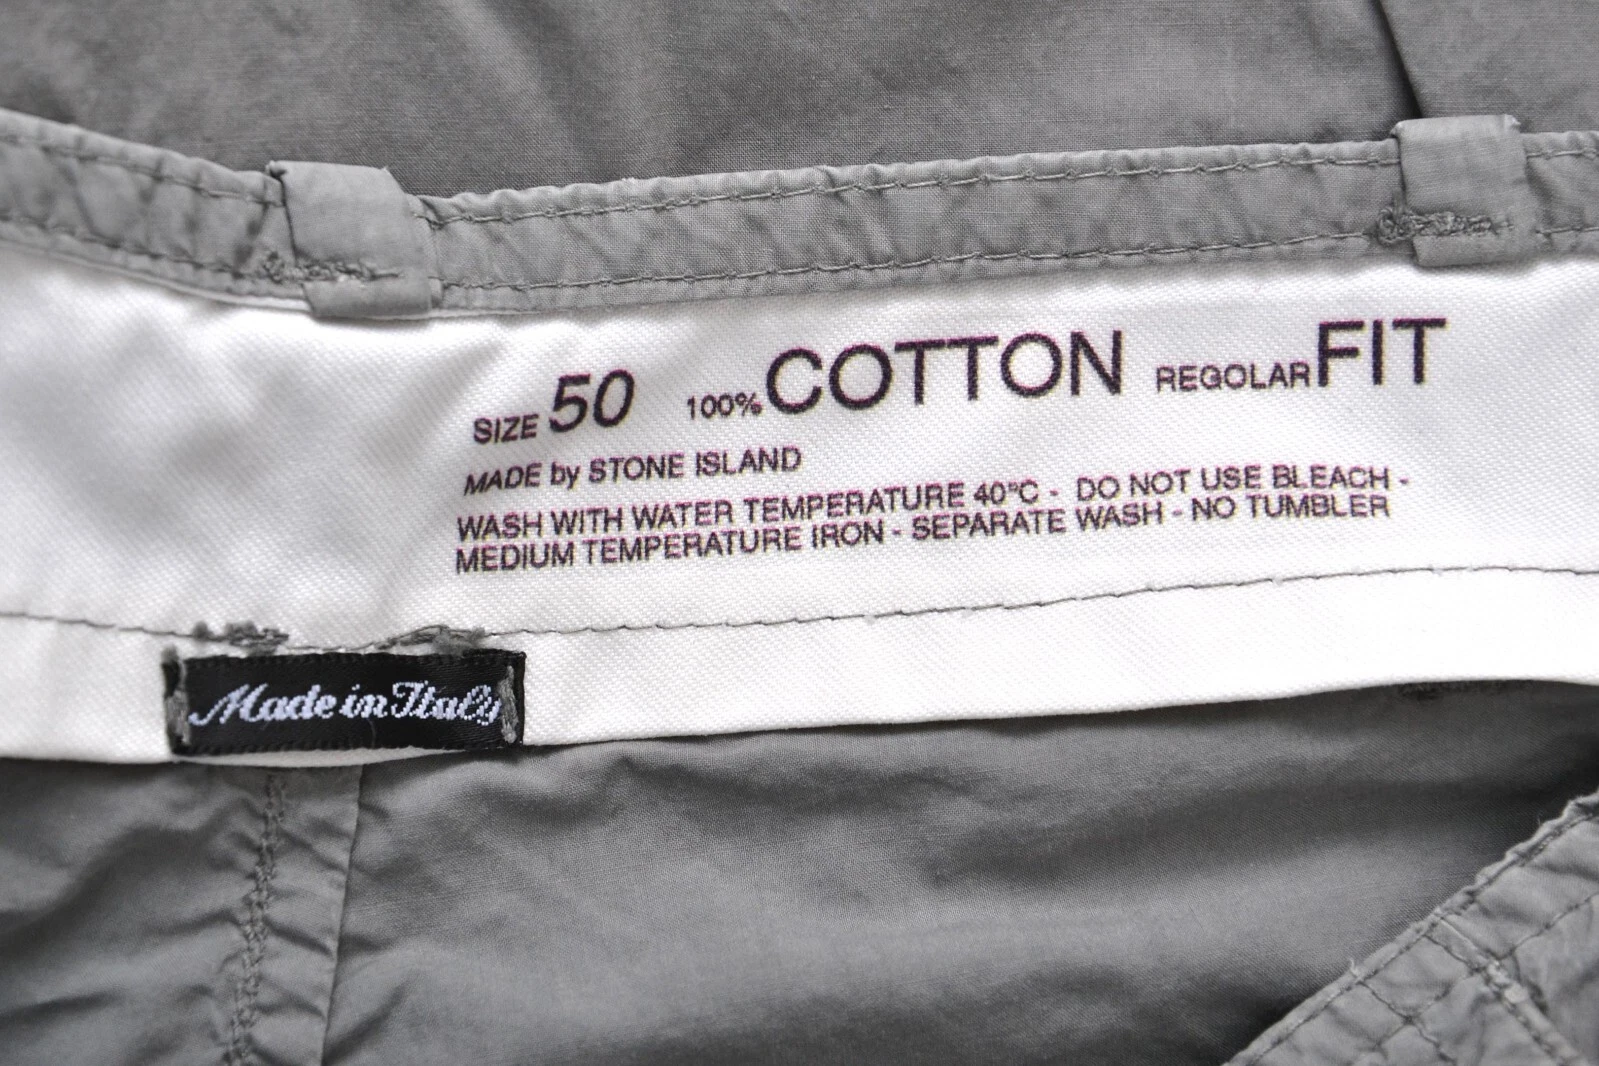 SIZE 50 100% COTTON REGOLAR FIT
MADE by STONE ISLAND
WASH WITH WATER TEMPERATURE 40°C - DO NOT USE BLEACH -
MEDIUM TEMPERATURE IRON - SEPARATE WASH - NO TUMBLER
Made in Italy